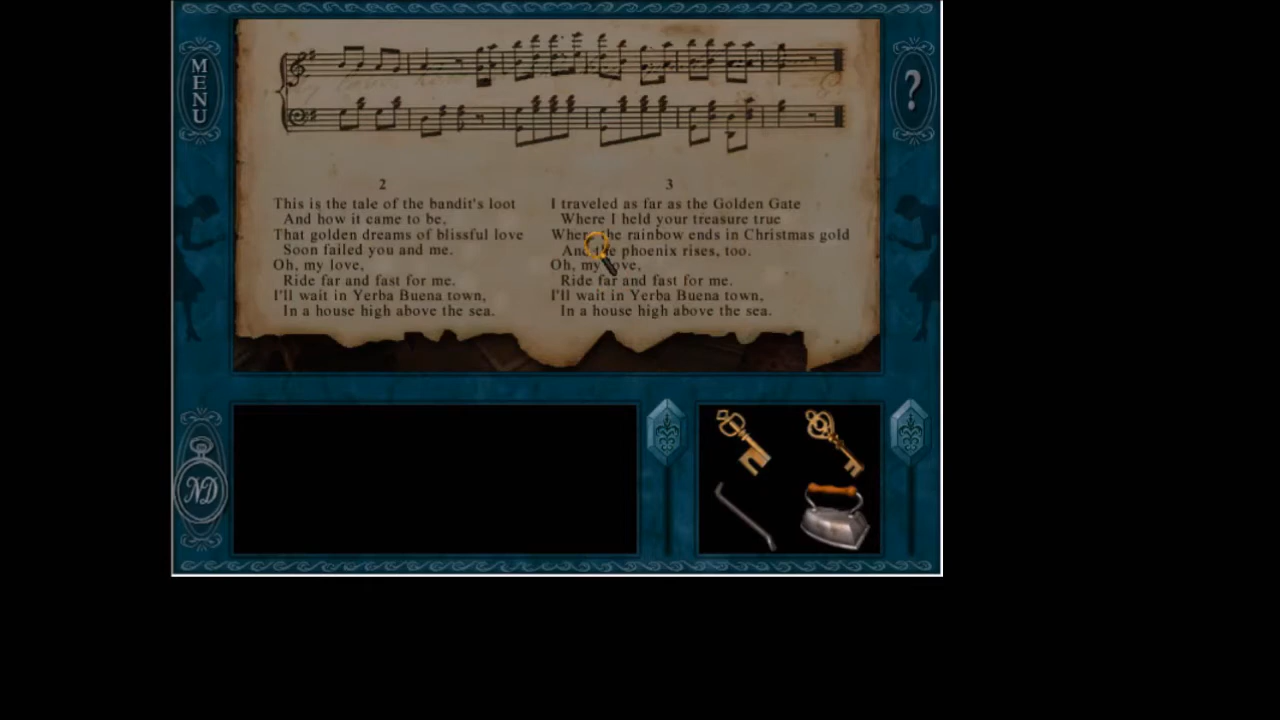 MENU
?
2
This is the tale of the bandit's loot
And how it came to be,
That golden dreams of blissful love
Soon failed you and me.
Oh, my love,
Ride far and fast for me.
I'll wait in Yerba Buena town,
In a house high above the sea.
3
I traveled as far as the Golden Gate
Where I held your treasure true
Where the rainbow ends in Christmas gold
And the phoenix rises, too.
Oh, my love,
Ride far and fast for me.
I'll wait in Yerba Buena town,
In a house high above the sea.
ND